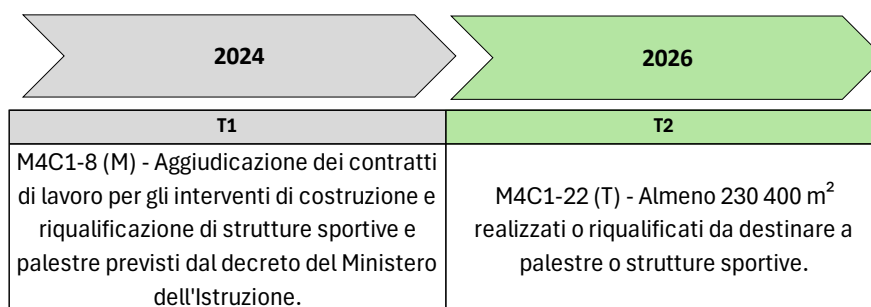 2024
2026
T1
T2
M4C1-8 (M) - Aggiudicazione dei contratti
di lavoro per gli interventi di costruzione e
riqualificazione di strutture sportive e
palestre previsti dal decreto del Ministero
dell'Istruzione.
M4C1-22 (T) - Almeno 230 400 m²
realizzati o riqualificati da destinare a
palestre o strutture sportive.